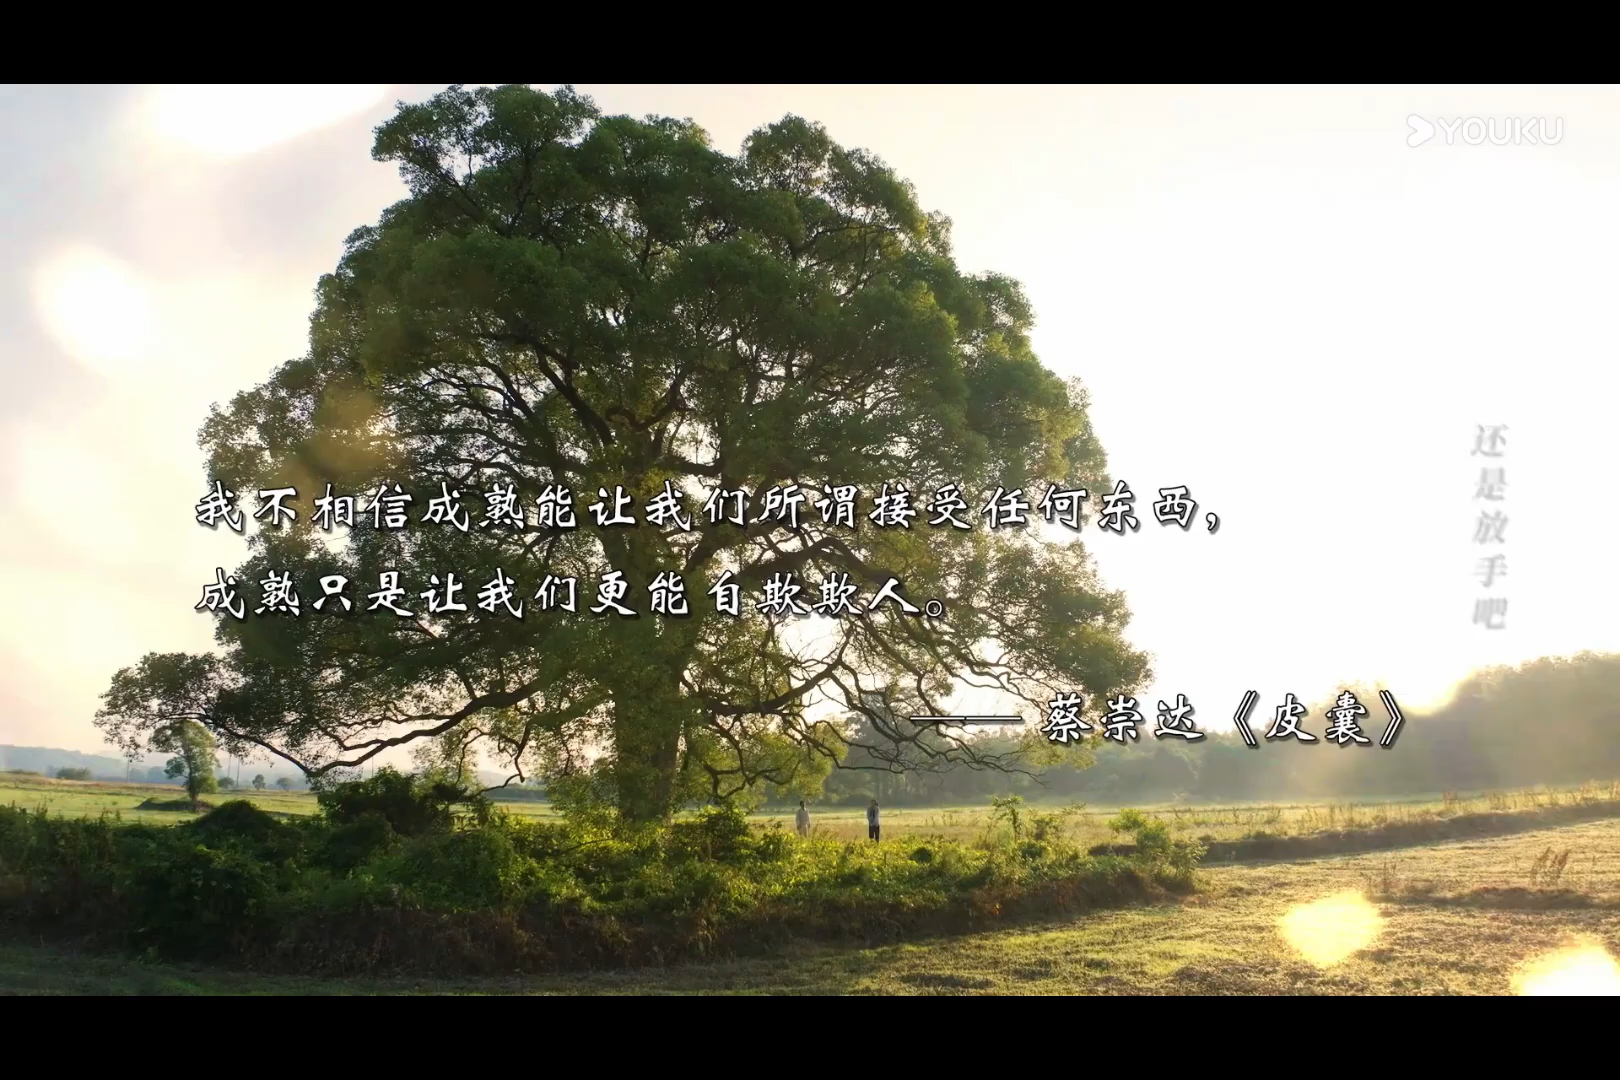 YOUKU
我不相信成熟能让我们所谓接受任何东西，
成熟只是让我们更能自欺欺人。
—— 蔡崇达《皮囊》
还是放手吧